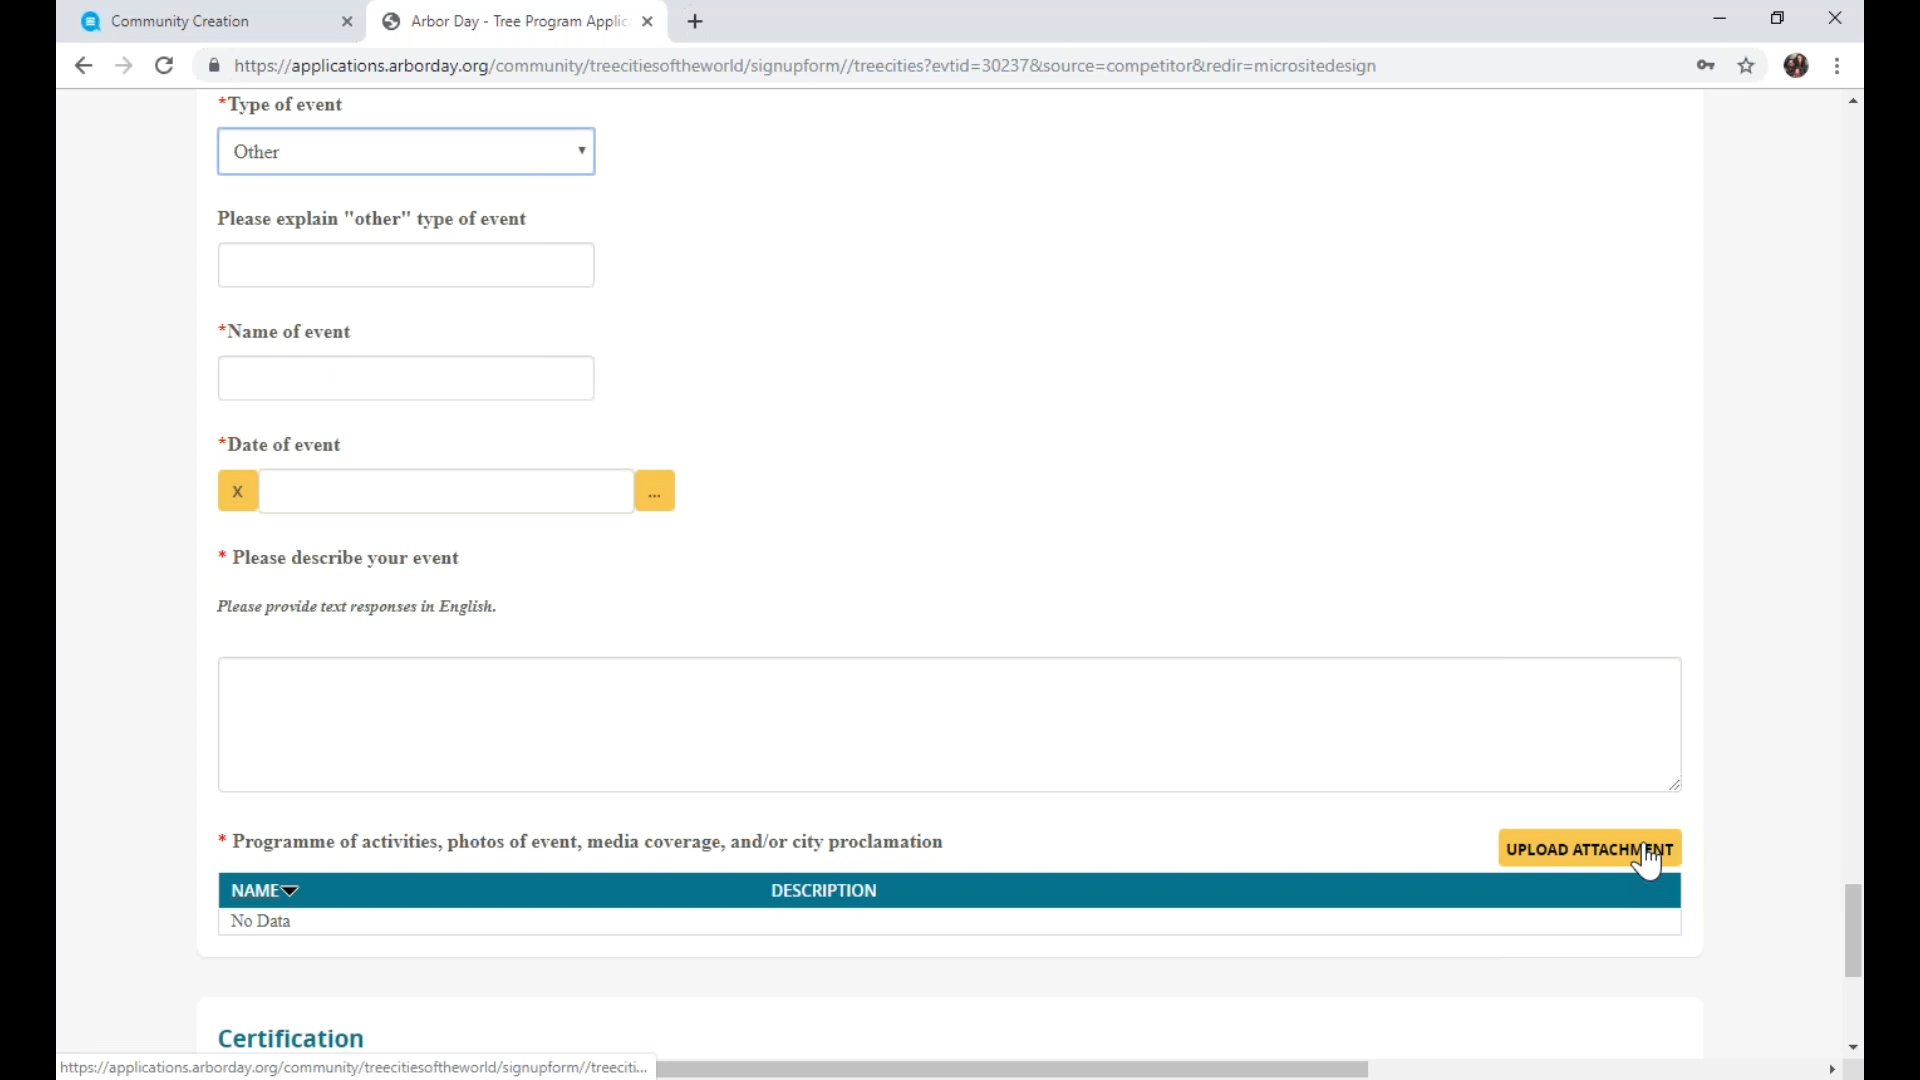 Community Creation
Arbor Day - Tree Program Applic
https://applications.arborday.org/community/treecitiesoftheworld/signupform//treecities?evtid=30237&source=competitor&redir=micrositedesign
*Type of event
Other
Please explain "other" type of event
*Name of event
*Date of event
X
...
* Please describe your event
Please provide text responses in English.
* Programme of activities, photos of event, media coverage, and/or city proclamation
UPLOAD ATTACHMENT
NAME DESCRIPTION
No Data
Certification
https://applications.arborday.org/community/treecitiesoftheworld/signupform//treeciti...